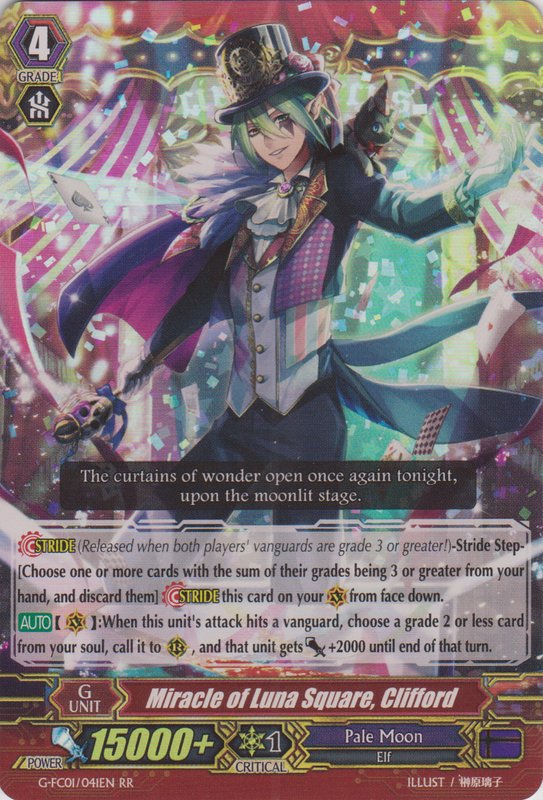 4
GRADE
The curtains of wonder open once again tonight,
upon the moonlit stage.
STRIDE (Released when both players' vanguards are grade 3 or greater!)-Stride Step-
[Choose one or more cards with the sum of their grades being 3 or greater from
your hand, and discard them] STRIDE this card on your V from face down.
AUTO【 V 】:When this unit's attack hits a vanguard, choose a grade 2 or less card
from your soul, call it to R , and that unit gets +2000 until end of that turn.
G
UNIT
Miracle of Luna Square, Clifford
POWER
15000+
1
CRITICAL
Pale Moon
Elf
G-FC01/041EN RR
ILLUST / 榊原璃子